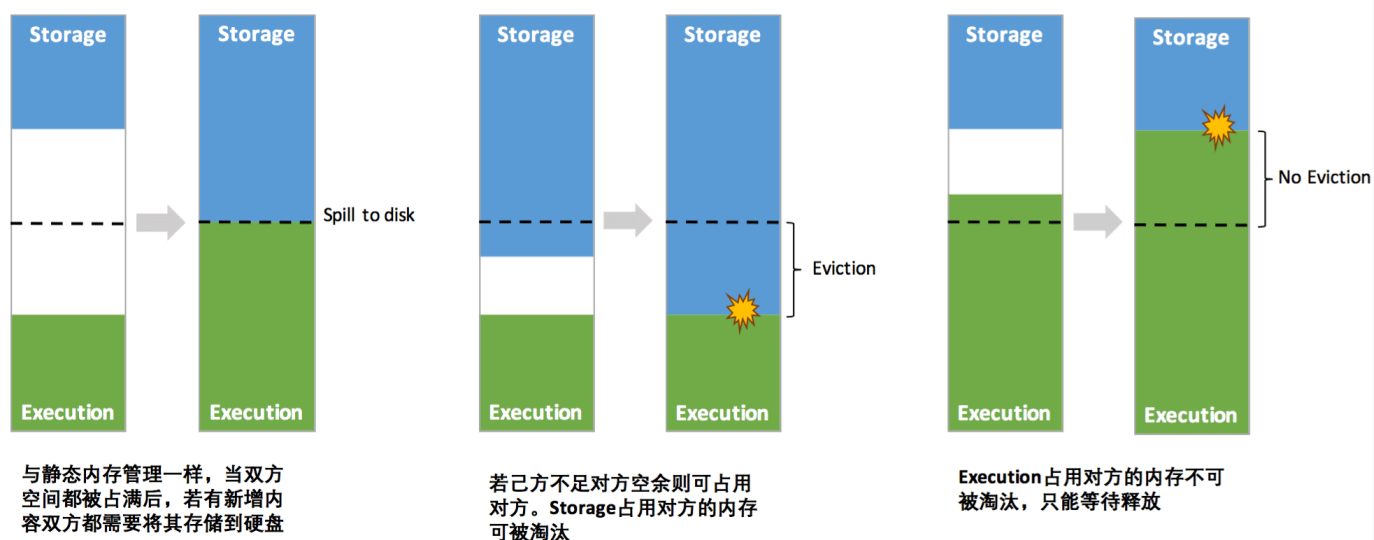 Storage
Storage
Spill to disk
Execution
Execution
与静态内存管理一样，当双方
空间都被占满后，若有新增内
容双方都需要将其存储到硬盘
Storage
Storage
Eviction
Execution
Execution
若己方不足对方空余则可占用
对方。Storage占用对方的内存
可被淘汰
Storage
Storage
No Eviction
Execution
Execution
Execution占用对方的内存不可
被淘汰，只能等待释放